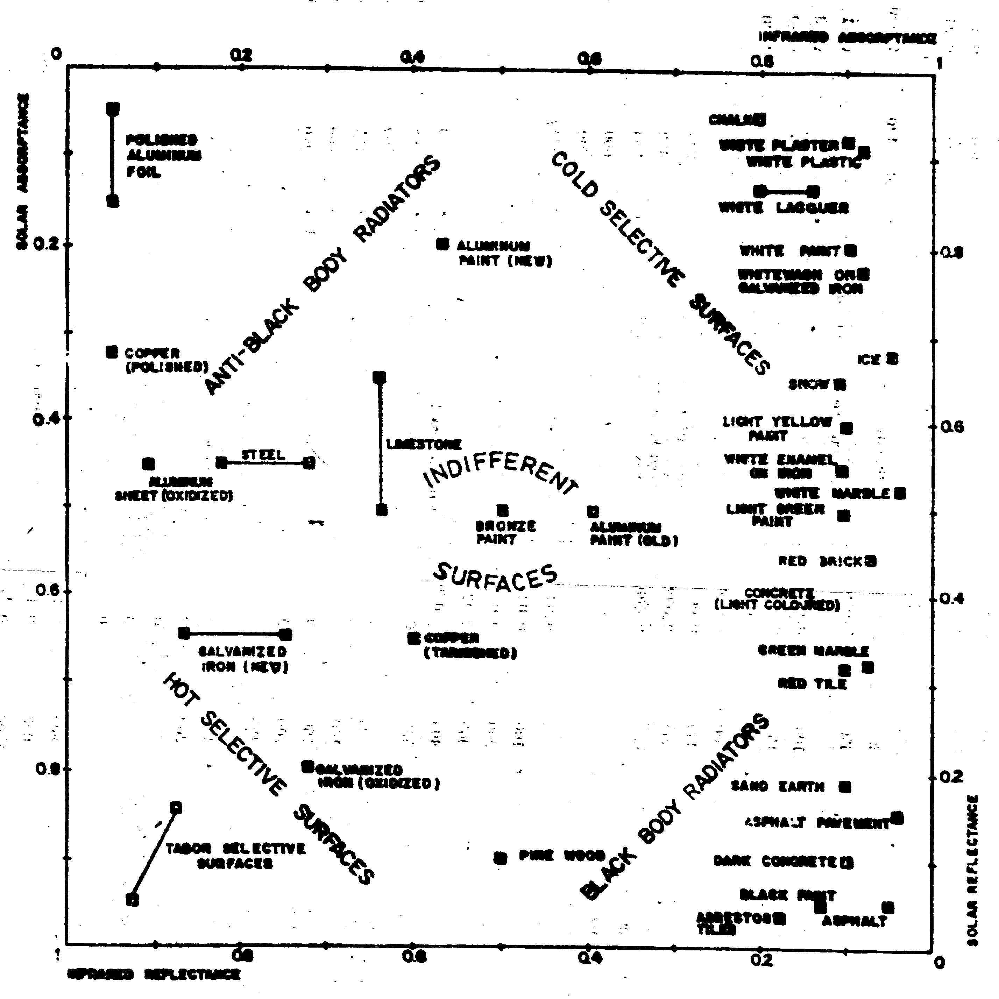 INFRARED ABSORPTANCE
0 0.2 0.4 0.6 0.8 1
SOLAR ABSORPTANCE
CHALK
POLISHED
ALUMINUM
FOIL
WHITE PLASTER
WHITE PLASTIC
ANTI-BLACK BODY RADIATORS
COLD SELECTIVE SURFACES
WHITE LACQUER
0.2
ALUMINUM
PAINT (NEW)
WHITE PAINT
0.8
WHITEWASH ON
GALVANIZED IRON
COPPER
(POLISHED)
ICE
SNOW
0.4
LIGHT YELLOW
PAINT
0.6
LIMESTONE
STEEL
WHITE ENAMEL
ON IRON
ALUMINUM
SHEET (OXIDIZED)
INDIFFERENT
WHITE MARBLE
LIGHT GREEN
PAINT
BRONZE
PAINT
ALUMINUM
PAINT (OLD)
RED BRICK
SURFACES
0.6
CONCRETE
(LIGHT COLOURED)
0.4
COPPER
(TARNISHED)
GALVANIZED
IRON (NEW)
GREEN MARBLE
RED TILE
HOT SELECTIVE SURFACES
BLACK BODY RADIATORS
0.8
GALVANIZED
IRON (OXIDIZED)
0.2
SAND EARTH
ASPHALT PAVEMENT
TABOR SELECTIVE
SURFACES
PINE WOOD
DARK CONCRETE
BLACK PAINT
ASBESTOS
TILES
ASPHALT
SOLAR REFLECTANCE
1 0.8 0.6 0.4 0.2 0
INFRARED REFLECTANCE